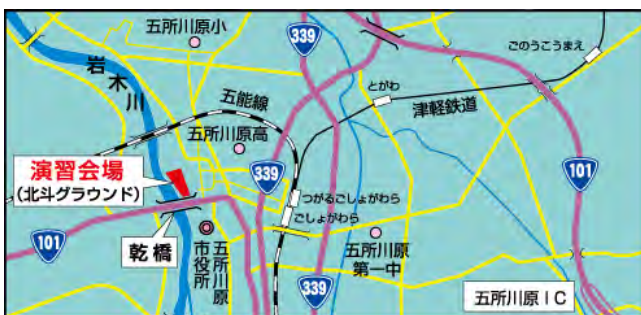 五所川原小
339
ごのうこうまえ
岩木川
五能線
とがわ
津軽鉄道
五所川原高
演習会場
(北斗グラウンド)
339
101
つがるごしょがわら
ごしょがわら
101
乾橋
五所川原
市役所
五所川原
第一中
339
五所川原IC